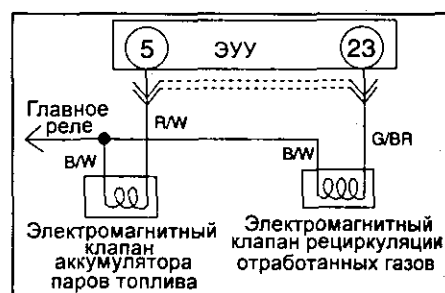 5 ЭУУ 23
Главное
реле
R/W
G/BR
B/W
B/W
Электромагнитный
клапан
аккумулятора
паров топлива
Электромагнитный
клапан рециркуляции
отработанных газов